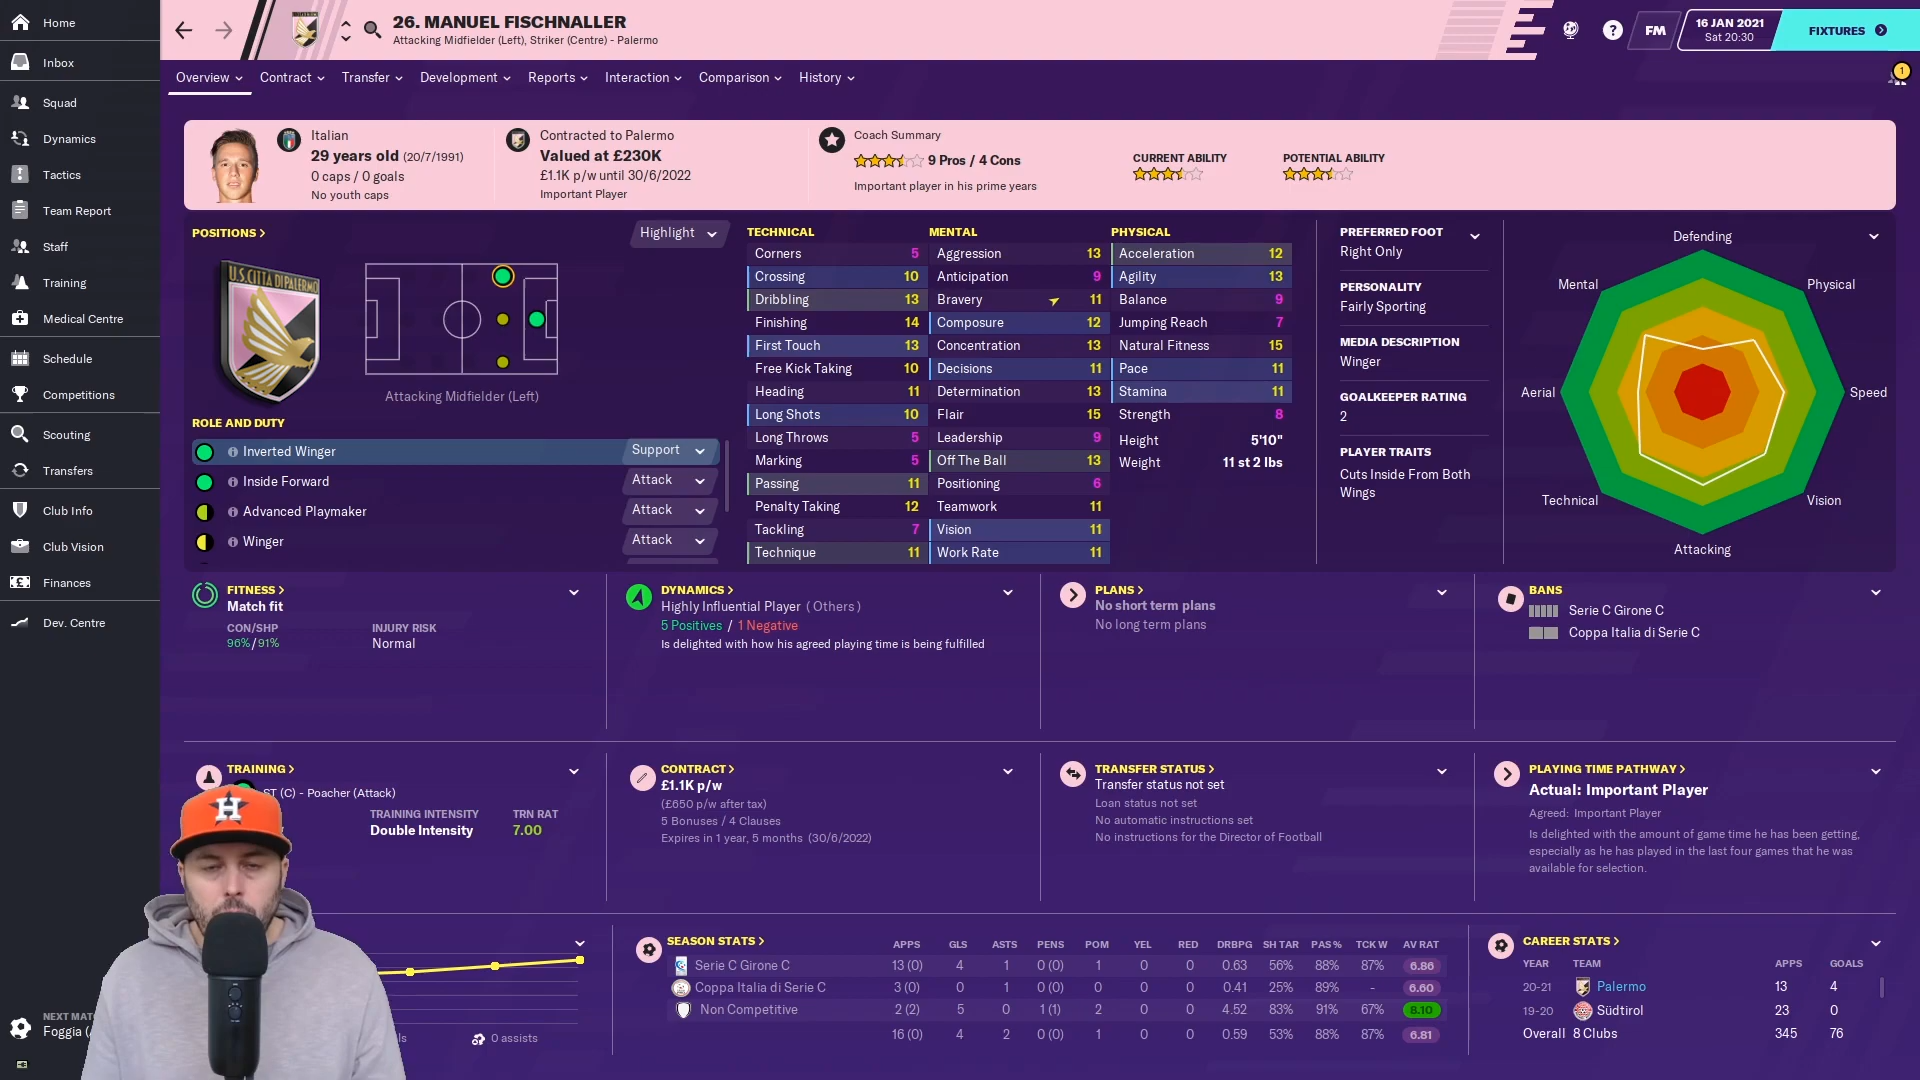 Home
Inbox
Squad
Dynamics
Tactics
Team Report
Staff
Training
Medical Centre
Schedule
Competitions
Scouting
Transfers
Club Info
Club Vision
Finances
Dev. Centre
NEXT MAT
Foggia (A
26. MANUEL FISCHNALLER
Attacking Midfielder (Left), Striker (Centre) - Palermo
FM
16 JAN 2021
Sat 20:30
FIXTURES
Overview Contract Transfer Development Reports Interaction Comparison History
1
Italian
29 years old (20/7/1991)
0 caps / 0 goals
No youth caps
Contracted to Palermo
Valued at £230K
£1.1K p/w until 30/6/2022
Important Player
Coach Summary
9 Pros / 4 Cons
Important player in his prime years
CURRENT ABILITY
POTENTIAL ABILITY
POSITIONS >
Highlight
U.S. CITTÀ DI PALERMO
Attacking Midfielder (Left)
ROLE AND DUTY
Inverted Winger Support
Inside Forward Attack
Advanced Playmaker Attack
Winger Attack
TECHNICAL
Corners 5
Crossing 10
Dribbling 13
Finishing 14
First Touch 13
Free Kick Taking 10
Heading 11
Long Shots 10
Long Throws 5
Marking 5
Passing 11
Penalty Taking 12
Tackling 7
Technique 11
MENTAL
Aggression 13
Anticipation 9
Bravery 11
Composure 12
Concentration 13
Decisions 11
Determination 13
Flair 15
Leadership 9
Off The Ball 13
Positioning 6
Teamwork 11
Vision 11
Work Rate 11
PHYSICAL
Acceleration 12
Agility 13
Balance 9
Jumping Reach 7
Natural Fitness 15
Pace 11
Stamina 11
Strength 8
Height 5'10"
Weight 11 st 2 lbs
PREFERRED FOOT
Right Only
PERSONALITY
Fairly Sporting
MEDIA DESCRIPTION
Winger
GOALKEEPER RATING
2
PLAYER TRAITS
Cuts Inside From Both
Wings
Defending
Physical
Speed
Vision
Attacking
Technical
Aerial
Mental
FITNESS >
Match fit
CON/SHP
96%/91%
INJURY RISK
Normal
DYNAMICS >
Highly Influential Player (Others)
5 Positives / 1 Negative
Is delighted with how his agreed playing time is being fulfilled
PLANS >
No short term plans
No long term plans
BANS
Serie C Girone C
Coppa Italia di Serie C
TRAINING >
ST (C) - Poacher (Attack)
TRAINING INTENSITY
Double Intensity
TRN RAT
7.00
CONTRACT >
£1.1K p/w
(£650 p/w after tax)
5 Bonuses / 4 Clauses
Expires in 1 year, 5 months (30/6/2022)
TRANSFER STATUS >
Transfer status not set
Loan status not set
No automatic instructions set
No instructions for the Director of Football
PLAYING TIME PATHWAY >
Actual: Important Player
Agreed: Important Player
Is delighted with the amount of game time he has been getting,
especially as he has played in the last four games that he was
available for selection.
H
ls
0 assists
SEASON STATS > APPS GLS ASTS PENS POM YEL RED DRBPG SH TAR PAS % TCK W AV RAT
Serie C Girone C 13 (0) 4 1 0 (0) 1 0 0 0.63 56% 88% 87% 6.86
Coppa Italia di Serie C 3 (0) 0 1 0 (0) 0 0 0 0.41 25% 89% - 6.60
Non Competitive 2 (2) 5 0 1 (1) 2 0 0 4.52 83% 91% 67% 8.10
16 (0) 4 2 0 (0) 1 0 0 0.59 53% 88% 87% 6.81
CAREER STATS >
YEAR TEAM APPS GOALS
20-21 Palermo 13 4
19-20 Südtirol 23 0
Overall 8 Clubs 345 76